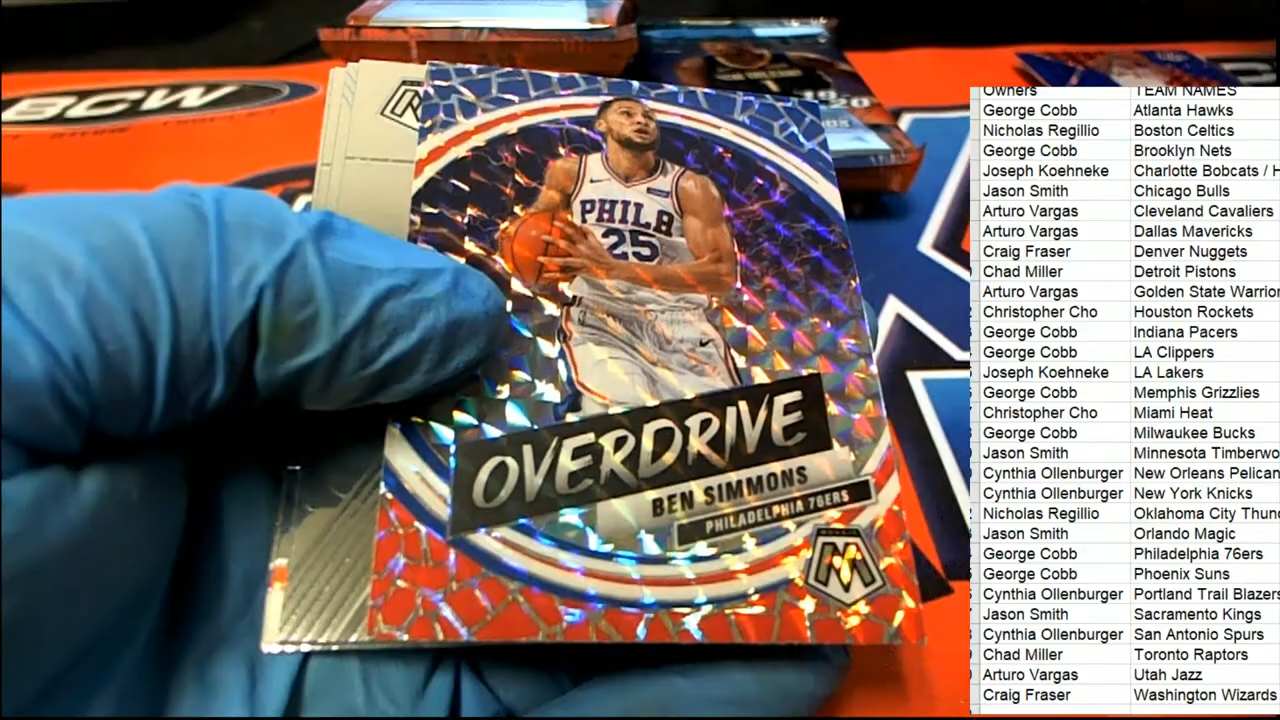 BCW
19
20
PHILA
25
OVERDRIVE
BEN SIMMONS
PHILADELPHIA 76ERS
MOSAIC
M
Owners TEAM NAMES
George Cobb Atlanta Hawks
Nicholas Regillio Boston Celtics
George Cobb Brooklyn Nets
Joseph Koehneke Charlotte Bobcats / H
Jason Smith Chicago Bulls
Arturo Vargas Cleveland Cavaliers
Arturo Vargas Dallas Mavericks
Craig Fraser Denver Nuggets
Chad Miller Detroit Pistons
Arturo Vargas Golden State Warrior
Christopher Cho Houston Rockets
George Cobb Indiana Pacers
George Cobb LA Clippers
Joseph Koehneke LA Lakers
George Cobb Memphis Grizzlies
Christopher Cho Miami Heat
George Cobb Milwaukee Bucks
Jason Smith Minnesota Timberwo
Cynthia Ollenburger New Orleans Pelican
Cynthia Ollenburger New York Knicks
Nicholas Regillio Oklahoma City Thun
Jason Smith Orlando Magic
George Cobb Philadelphia 76ers
George Cobb Phoenix Suns
Cynthia Ollenburger Portland Trail Blazers
Jason Smith Sacramento Kings
Cynthia Ollenburger San Antonio Spurs
Chad Miller Toronto Raptors
Arturo Vargas Utah Jazz
Craig Fraser Washington Wizards